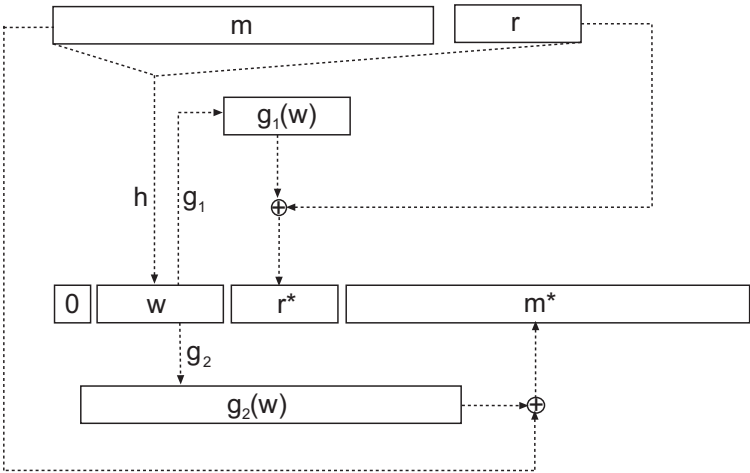 m r
g₁(w)
h g₁
⊕
0 w r* m*
g₂
g₂(w)
⊕